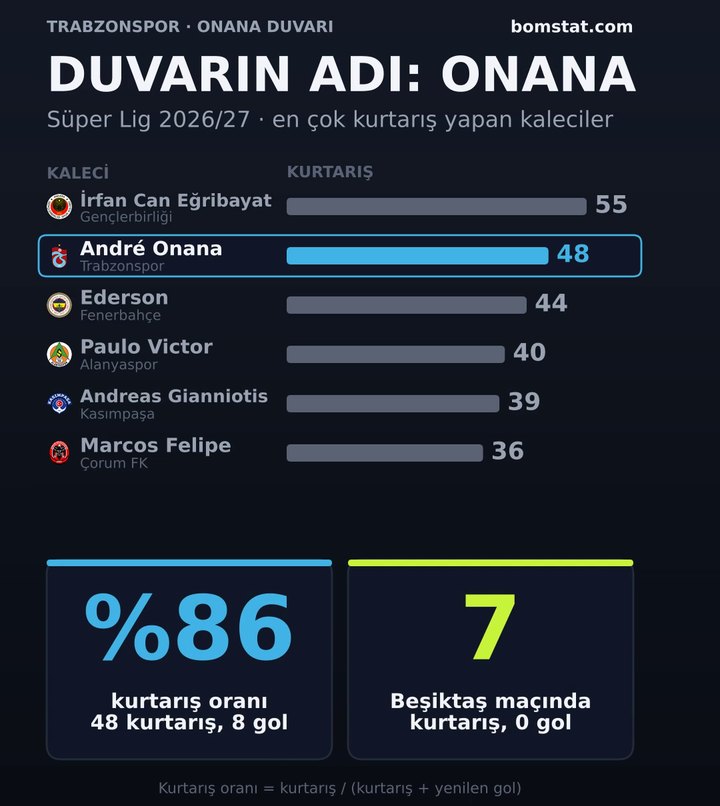 TRABZONSPOR · ONANA DUVARI
bomstat.com
DUVARIN ADI: ONANA
Süper Lig 2026/27 · en çok kurtarış yapan kaleciler
KALECİ
KURTARIŞ
İrfan Can Eğribayat
Gençlerbirliği
55
André Onana
Trabzonspor
48
Ederson
Fenerbahçe
44
Paulo Victor
Alanyaspor
40
Andreas Gianniotis
Kasımpaşa
39
Marcos Felipe
Çorum FK
36
%86
kurtarış oranı
48 kurtarış, 8 gol
7
Beşiktaş maçında
kurtarış, 0 gol
Kurtarış oranı = kurtarış / (kurtarış + yenilen gol)